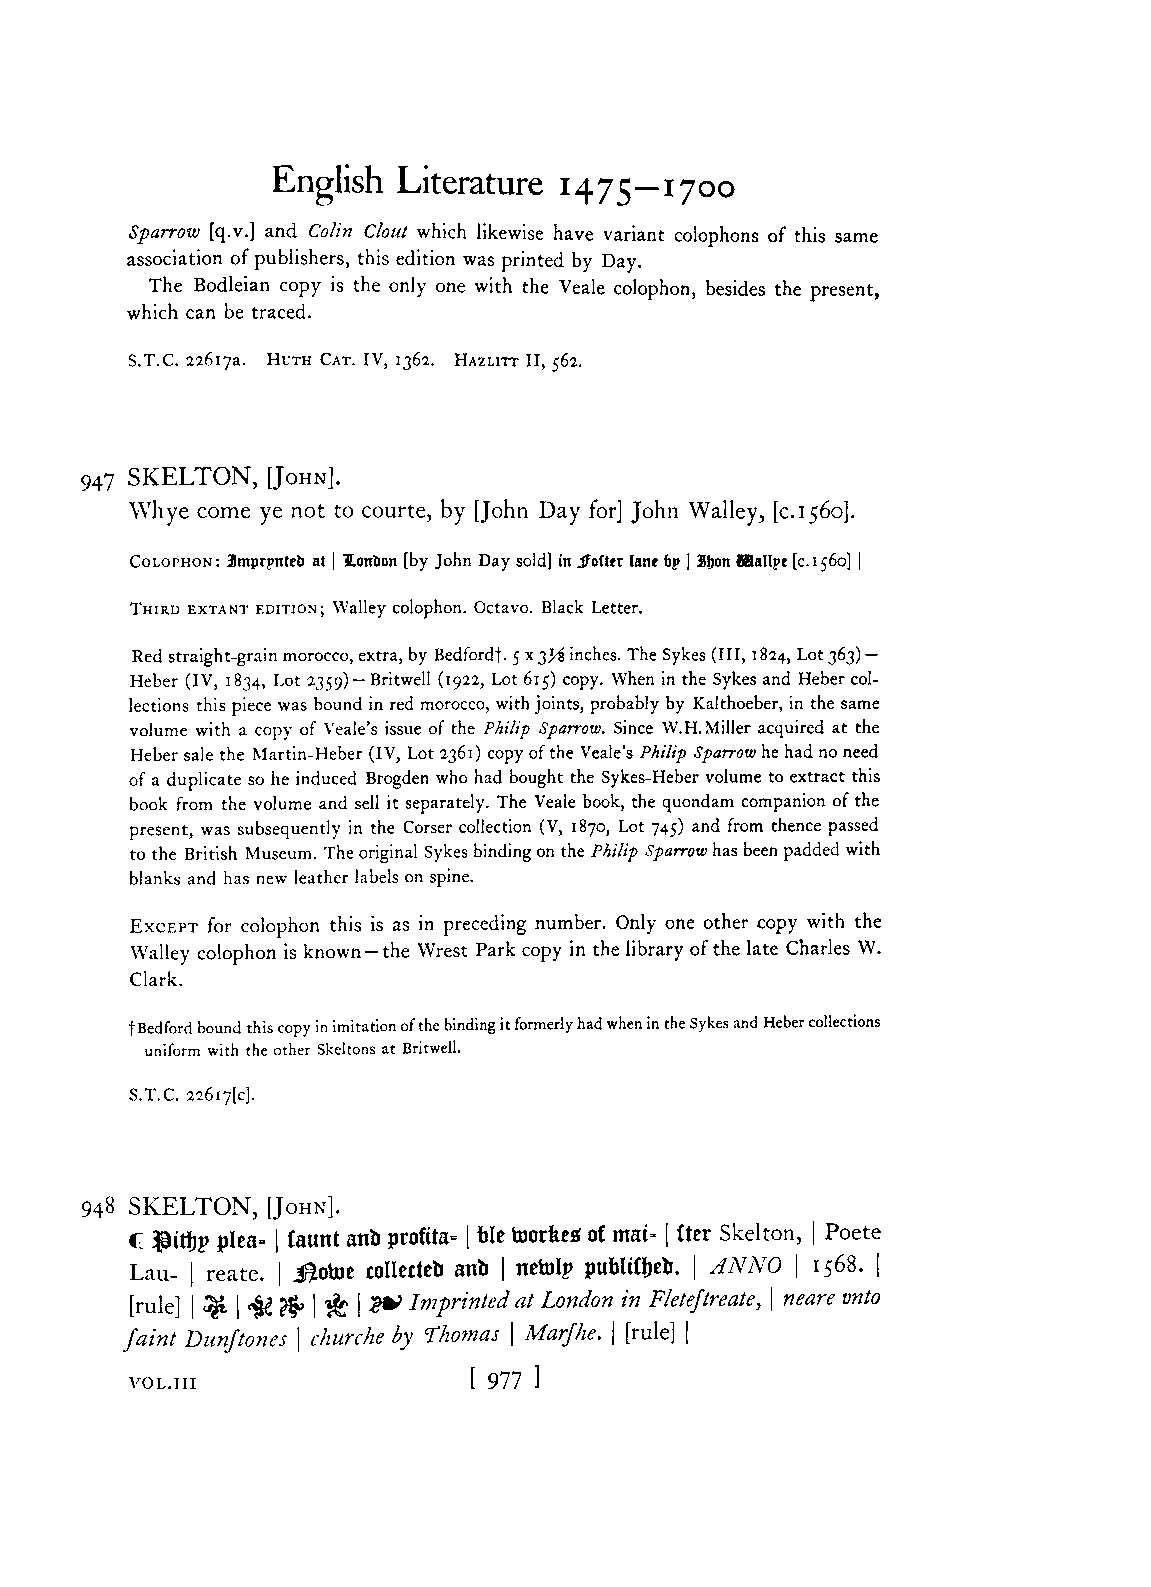 English Literature 1475—1700
Sparrow [q.v.] and Colin Clout which likewise have variant colophons of this same
association of publishers, this edition was printed by Day.
The Bodleian copy is the only one with the Veale colophon, besides the present,
which can be traced.
S.T.C. 22617a. HUTH CAT. IV, 1362. HAZLITT II, 562.
947 SKELTON, [JOHN].
Whye come ye not to courte, by [John Day for] John Walley, [c.1560].
COLOPHON: Imprynted at | London [by John Day sold] in Foſter lane by | Jhon Wallye [c.1560] |
THIRD EXTANT EDITION; Walley colophon. Octavo. Black Letter.
Red straight-grain morocco, extra, by Bedford†. 5 x 3⅛ inches. The Sykes (III, 1824, Lot 363)—
Heber (IV, 1834, Lot 2359)—Britwell (1922, Lot 615) copy. When in the Sykes and Heber col-
lections this piece was bound in red morocco, with joints, probably by Kalthoeber, in the same
volume with a copy of Veale's issue of the Philip Sparrow. Since W.H.Miller acquired at the
Heber sale the Martin-Heber (IV, Lot 2361) copy of the Veale's Philip Sparrow he had no need
of a duplicate so he induced Brogden who had bought the Sykes-Heber volume to extract this
book from the volume and sell it separately. The Veale book, the quondam companion of the
present, was subsequently in the Corser collection (V, 1870, Lot 745) and from thence passed
to the British Museum. The original Sykes binding on the Philip Sparrow has been padded with
blanks and has new leather labels on spine.
EXCEPT for colophon this is as in preceding number. Only one other copy with the
Walley colophon is known—the Wrest Park copy in the library of the late Charles W.
Clark.
†Bedford bound this copy in imitation of the binding it formerly had when in the Sykes and Heber collections
uniform with the other Skeltons at Britwell.
S.T.C. 22617[c].
948 SKELTON, [JOHN].
¶ Pithy plea- | ſaunt and profita- | ble workes of mai- | ſter Skelton, | Poete
Lau- | reate. | Nowe collected and | newly publiſhed. | ANNO | 1568. |
[rule] | | | | Imprinted at London in Fleteſtreate, | neare vnto
ſaint Dunſtones | churche by Thomas | Marſhe. | [rule] |
VOL.III [ 977 ]